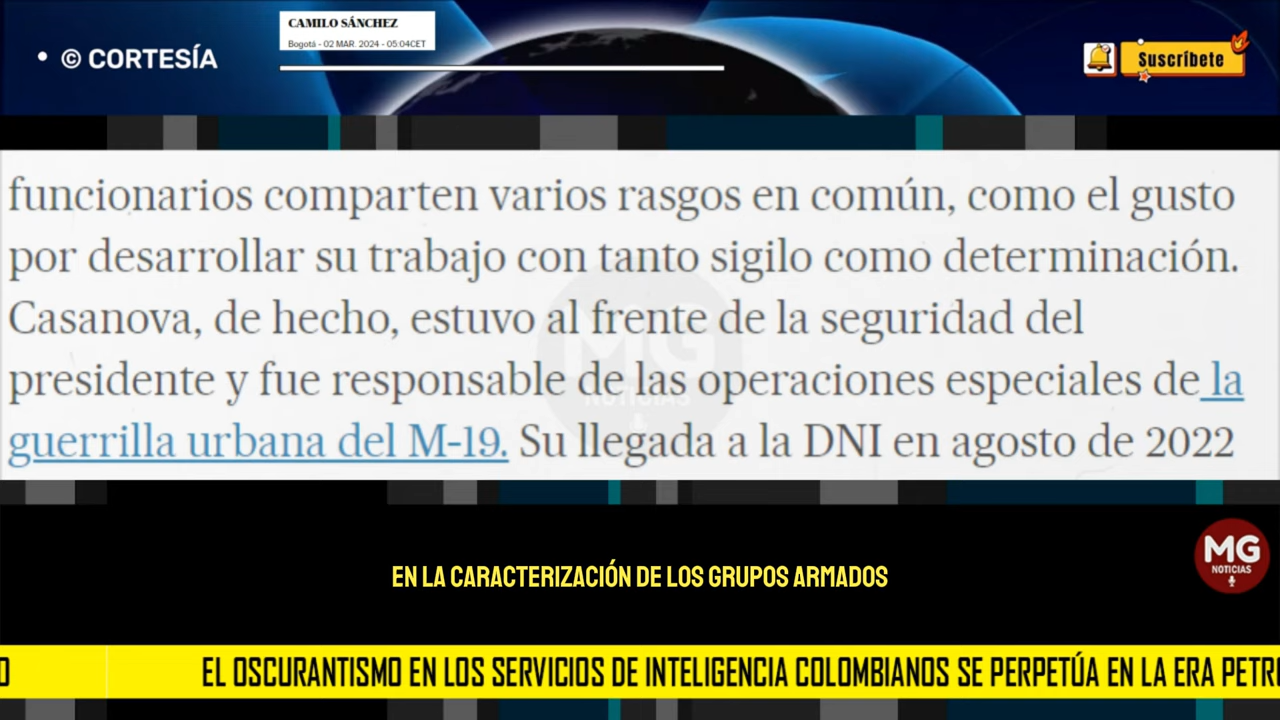 CAMILO SÁNCHEZ
Bogotá - 02 MAR. 2024 - 05:04CET
• © CORTESÍA
Suscríbete
funcionarios comparten varios rasgos en común, como el gusto
por desarrollar su trabajo con tanto sigilo como determinación.
Casanova, de hecho, estuvo al frente de la seguridad del
presidente y fue responsable de las operaciones especiales de la
guerrilla urbana del M-19. Su llegada a la DNI en agosto de 2022
MG
NOTICIAS
EN LA CARACTERIZACIÓN DE LOS GRUPOS ARMADOS
MG
NOTICIAS
O EL OSCURANTISMO EN LOS SERVICIOS DE INTELIGENCIA COLOMBIANOS SE PERPETÚA EN LA ERA PETR